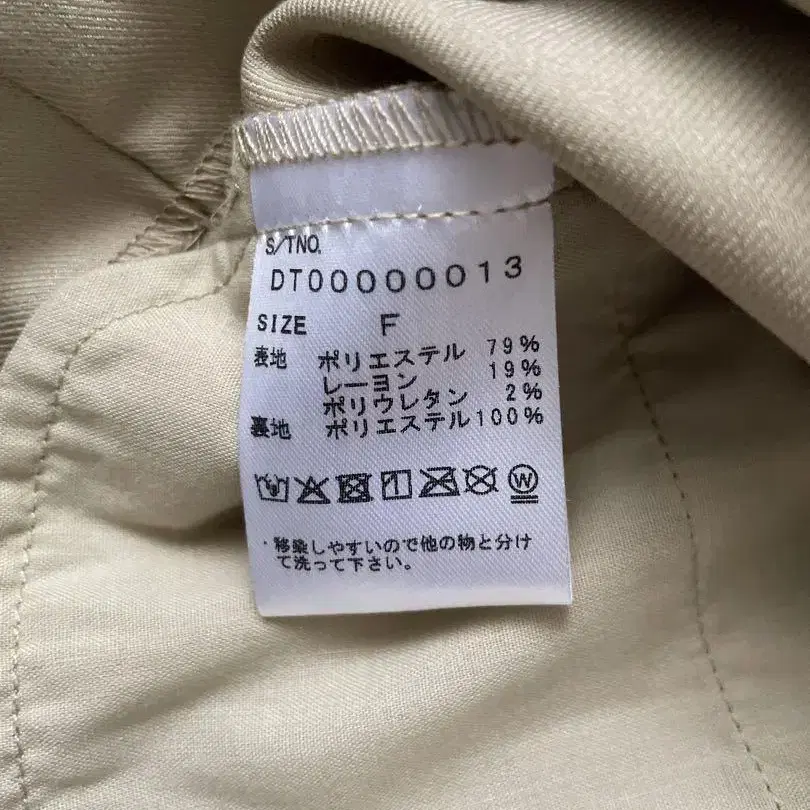 S/TNO.
DT00000013
SIZE F
表地 ポリエステル 79%
レーヨン 19%
ポリウレタン 2%
裏地 ポリエステル100%
W
・移染しやすいので他の物と分け
て洗って下さい。